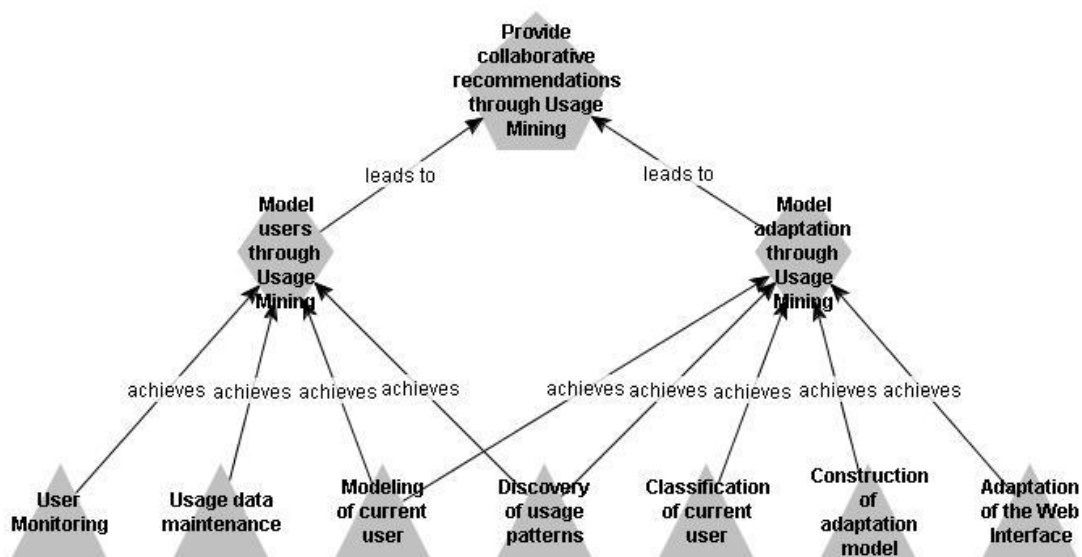 Provide
collaborative
recommendations
through Usage
Mining
leads to
leads to
Model
users
through
Usage
Mining
Model
adaptation
through
Usage
Mining
achieves
achieves
achieves
achieves
achieves
achieves
achieves
achieves
achieves
User
Monitoring
Usage data
maintenance
Modeling
of current
user
Discovery
of usage
patterns
Classification
of current
user
Construction
of
adaptation
model
Adaptation
of the Web
Interface